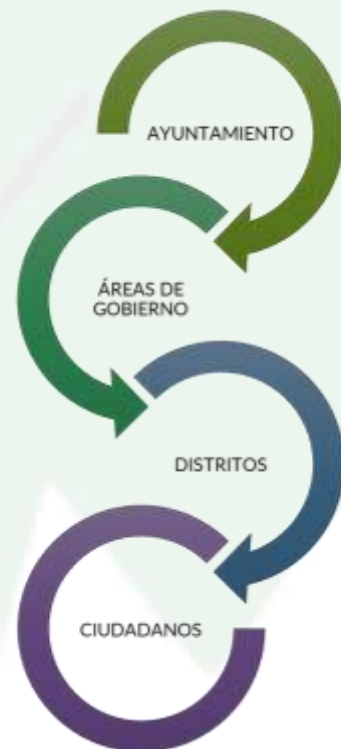 AYUNTAMIENTO
ÁREAS DE
GOBIERNO
DISTRITOS
CIUDADANOS